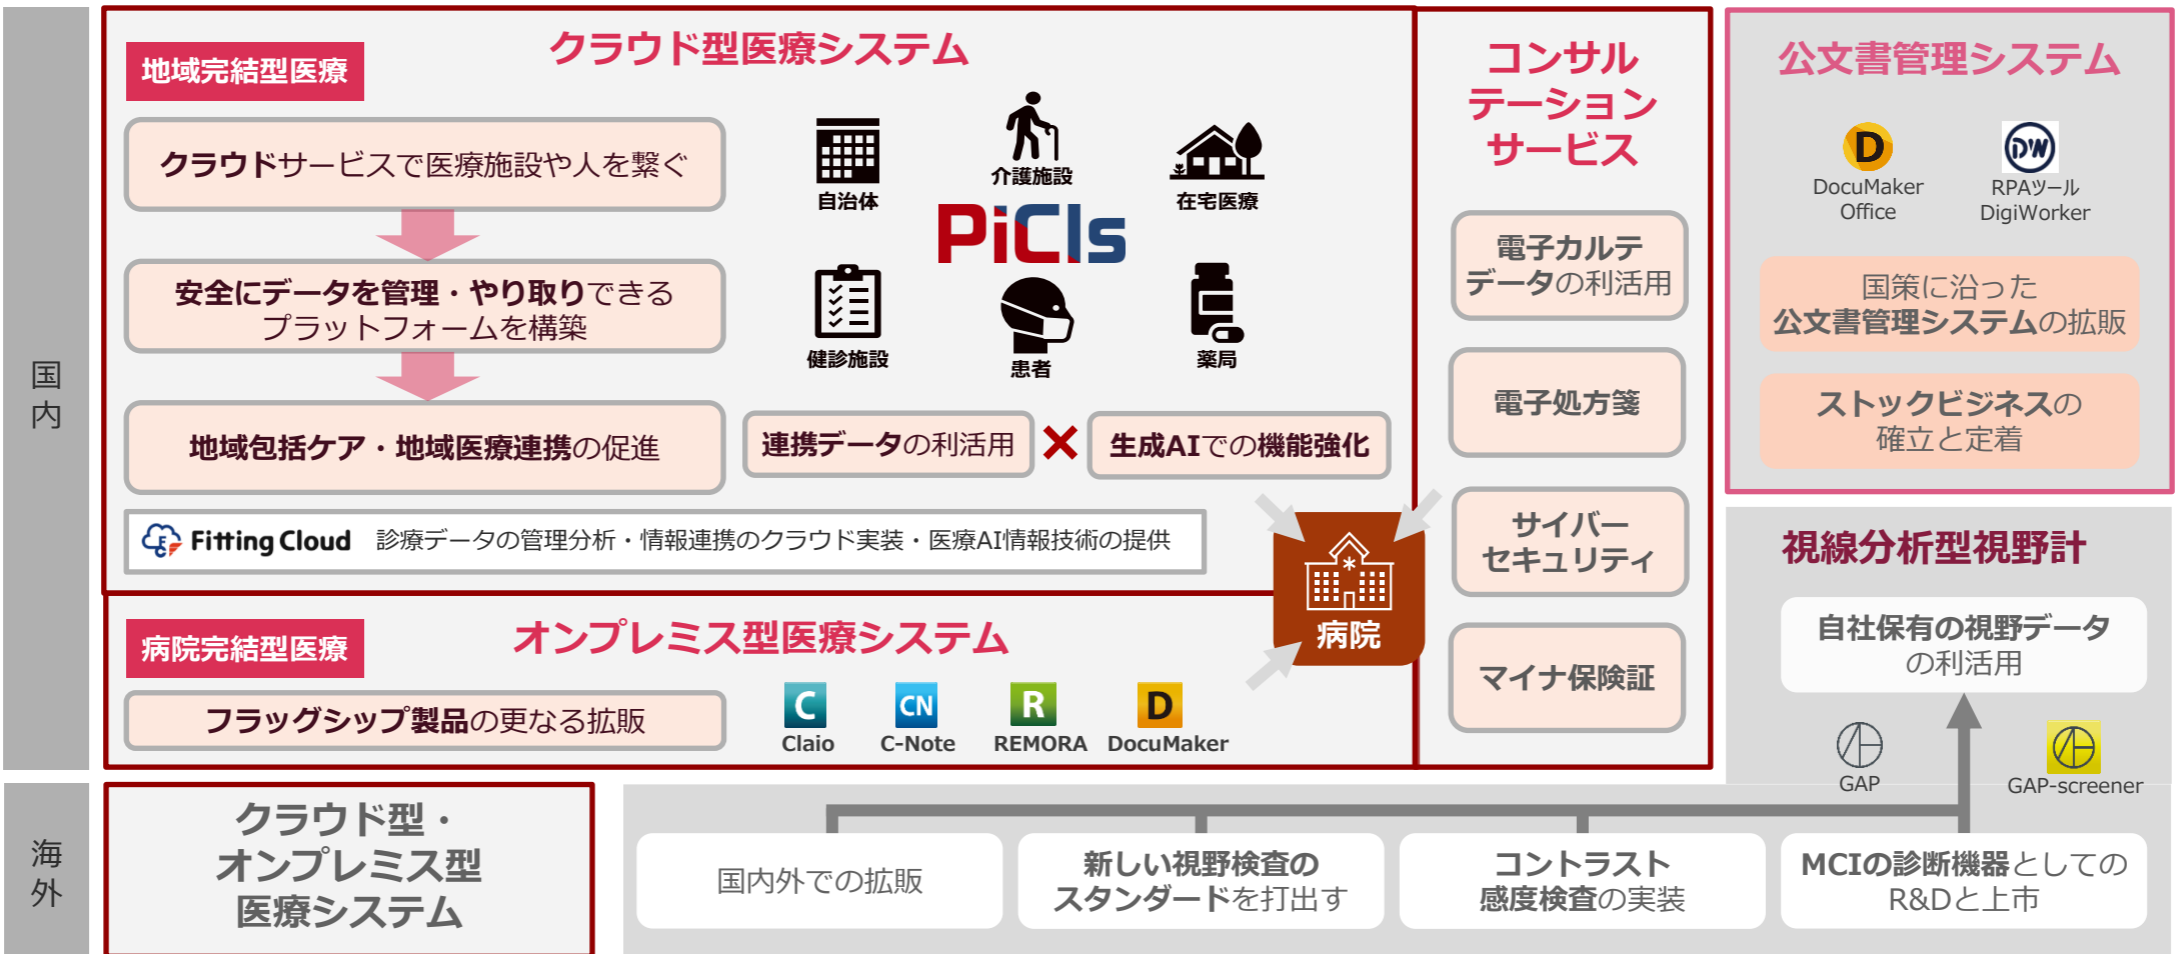 国内
クラウド型医療システム
地域完結型医療
クラウドサービスで医療施設や人を繋ぐ
安全にデータを管理・やり取りできる
プラットフォームを構築
地域包括ケア・地域医療連携の促進
自治体
介護施設
在宅医療
PiCls
健診施設
患者
薬局
連携データの利活用
×
生成AIでの機能強化
Fitting Cloud
診療データの管理分析・情報連携のクラウド実装・医療AI情報技術の提供
病院
病院完結型医療
オンプレミス型医療システム
フラッグシップ製品の更なる拡販
C
Claio
CN
C-Note
R
REMORA
D
DocuMaker
コンサル
テーション
サービス
電子カルテ
データの利活用
電子処方箋
サイバー
セキュリティ
マイナ保険証
公文書管理システム
D
DocuMaker
Office
DW
RPAツール
DigiWorker
国策に沿った
公文書管理システムの拡販
ストックビジネスの
確立と定着
視線分析型視野計
自社保有の視野データ
の利活用
GAP
GAP-screener
海外
クラウド型・
オンプレミス型
医療システム
国内外での拡販
新しい視野検査の
スタンダードを打出す
コントラスト
感度検査の実装
MCIの診断機器としての
R&Dと上市